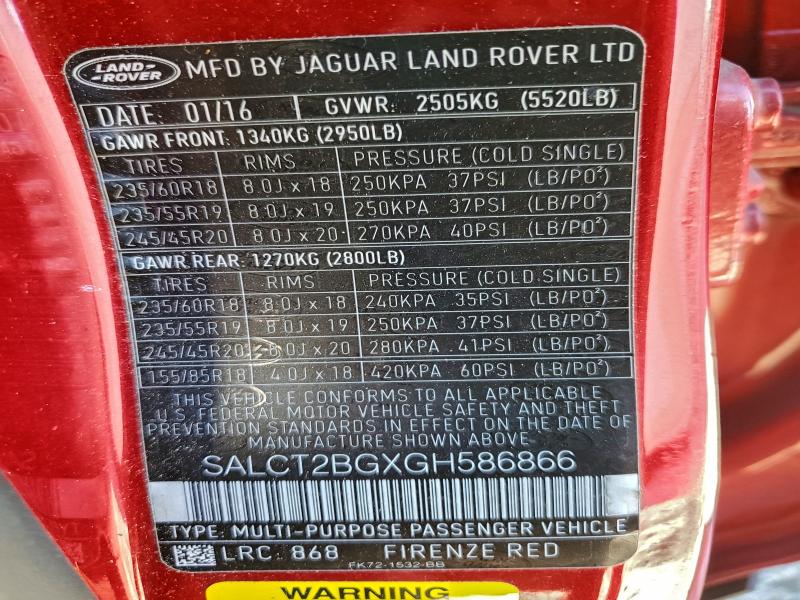 LAND-ROVER MFD BY JAGUAR LAND ROVER LTD
DATE: 01/16 GVWR: 2505KG (5520LB)
GAWR FRONT: 1340KG (2950LB)
TIRES RIMS PRESSURE (COLD SINGLE)
235/60R18 8.0J x 18 250KPA 37PSI (LB/PO²)
235/55R19 8.0J x 19 250KPA 37PSI (LB/PO²)
245/45R20 8.0J x 20 270KPA 40PSI (LB/PO²)
GAWR REAR: 1270KG (2800LB)
TIRES RIMS PRESSURE (COLD SINGLE)
235/60R18 8.0J x 18 240KPA 35PSI (LB/PO²)
235/55R19 8.0J x 19 250KPA 37PSI (LB/PO²)
245/45R20 8.0J x 20 280KPA 41PSI (LB/PO²)
155/85R18 4.0J x 18 420KPA 60PSI (LB/PO²)
THIS VEHICLE CONFORMS TO ALL APPLICABLE
U.S. FEDERAL MOTOR VEHICLE SAFETY AND THEFT
PREVENTION STANDARDS IN EFFECT ON THE DATE OF
MANUFACTURE SHOWN ABOVE.
SALCT2BGXGH586866
TYPE: MULTI-PURPOSE PASSENGER VEHICLE
LRC: 868 FIRENZE RED
FK72-1532-BB
WARNING